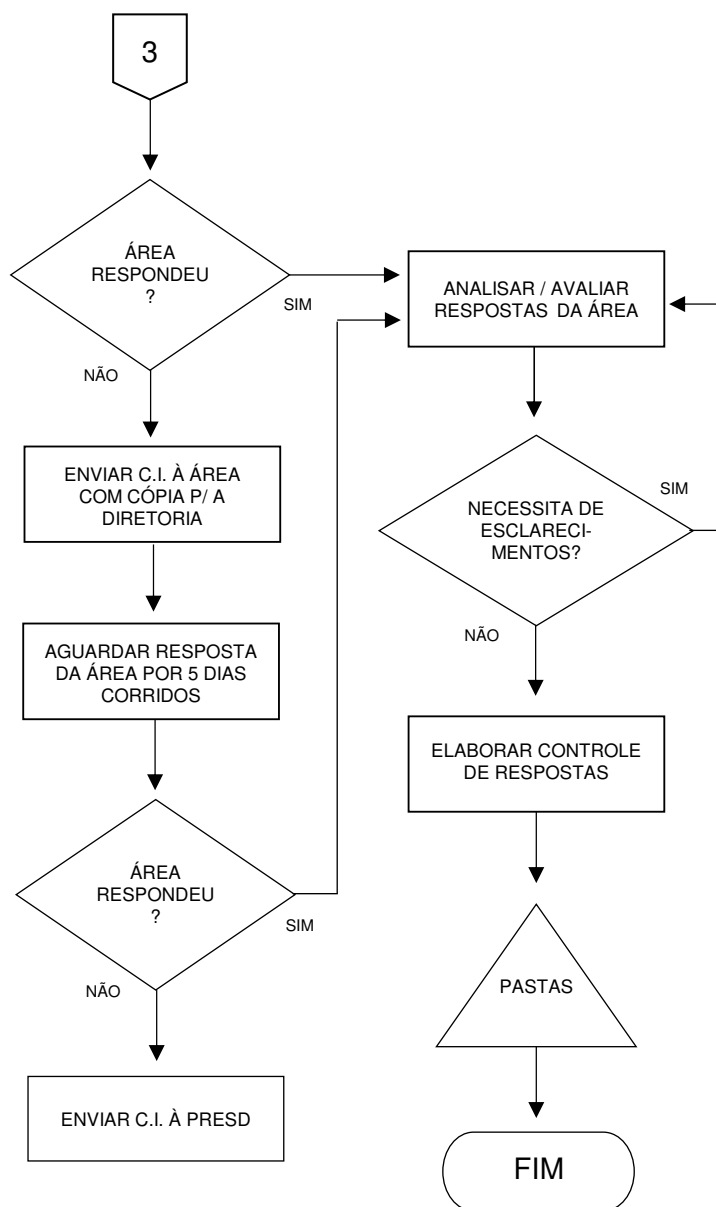 3
ÁREA
RESPONDEU
?
SIM
NÃO
ENVIAR C.I. À ÁREA
COM CÓPIA P/ A
DIRETORIA
AGUARDAR RESPOSTA
DA ÁREA POR 5 DIAS
CORRIDOS
ÁREA
RESPONDEU
?
SIM
NÃO
ENVIAR C.I. À PRESD
ANALISAR / AVALIAR
RESPOSTAS DA ÁREA
NECESSITA DE
ESCLARECI-
MENTOS?
SIM
NÃO
ELABORAR CONTROLE
DE RESPOSTAS
PASTAS
FIM